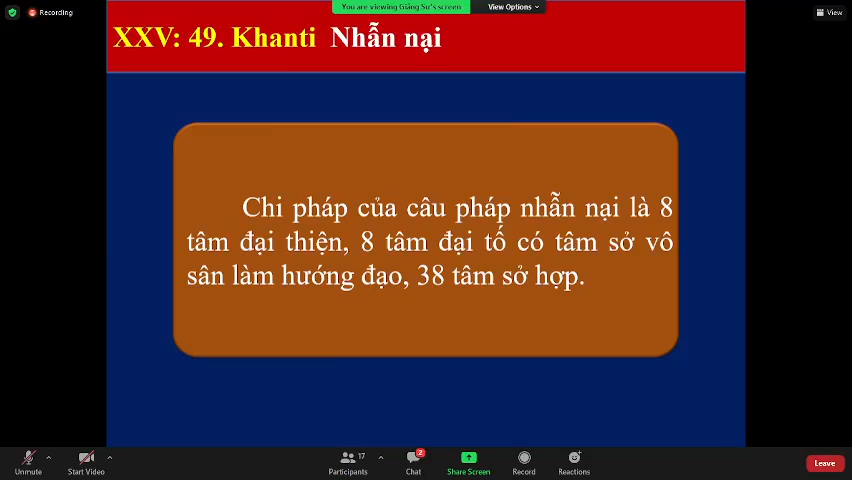 Recording
You are viewing Giảng Sư's screen
View Options
View
XXV: 49. Khanti Nhẫn nại
Chi pháp của câu pháp nhẫn nại là 8
tâm đại thiện, 8 tâm đại tố có tâm sở vô
sân làm hướng đạo, 38 tâm sở hợp.
Unmute
Start Video
17
Participants
2
Chat
Share Screen
Record
Reactions
Leave